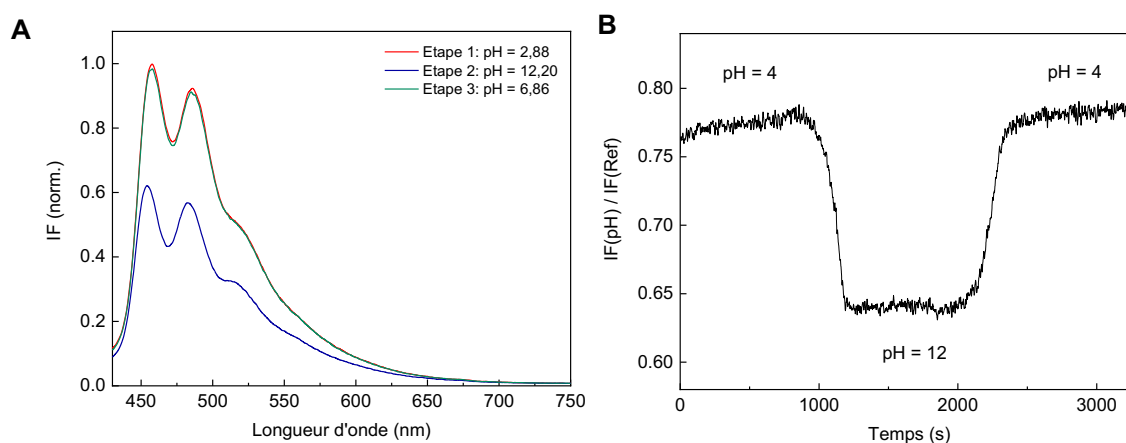 A
Etape 1: pH = 2,88
Etape 2: pH = 12,20
Etape 3: pH = 6,86
IF (norm.)
1.0
0.8
0.6
0.4
0.2
0.0
450 500 550 600 650 700 750
Longueur d'onde (nm)
B
pH = 4 pH = 4
IF(pH) / IF(Ref)
0.80
0.75
0.70
0.65
0.60
pH = 12
0 1000 2000 3000
Temps (s)